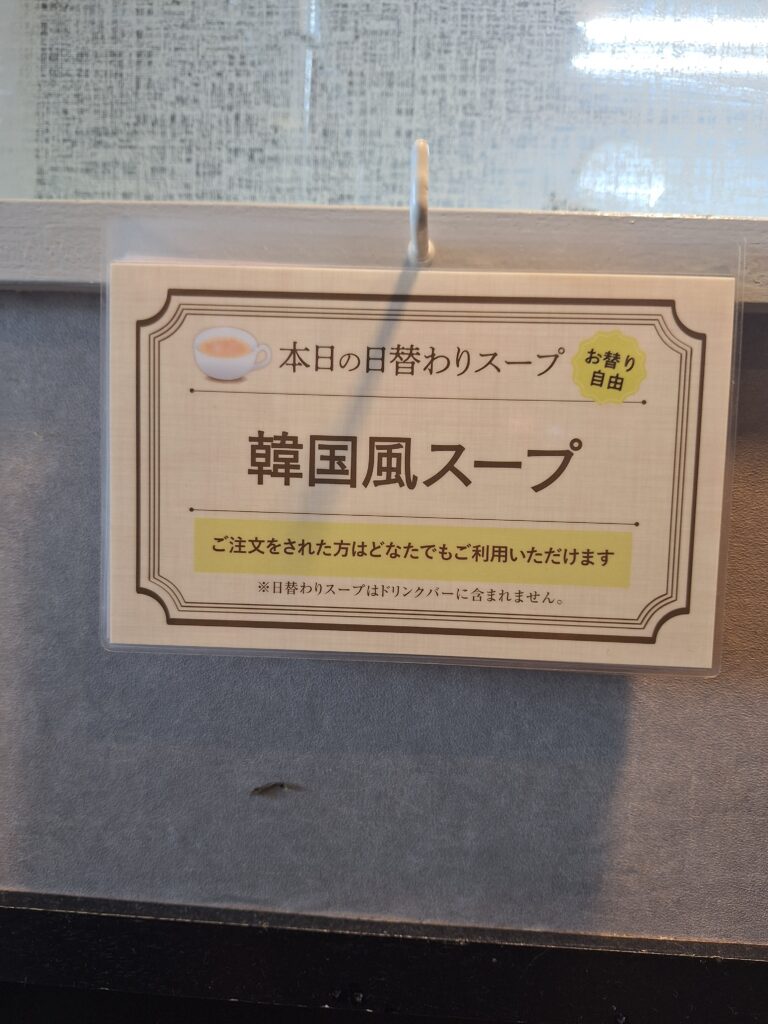 本日の日替わりスープ
お替り
自由
韓国風スープ
ご注文をされた方はどなたでもご利用いただけます
※日替わりスープはドリンクバーに含まれません。